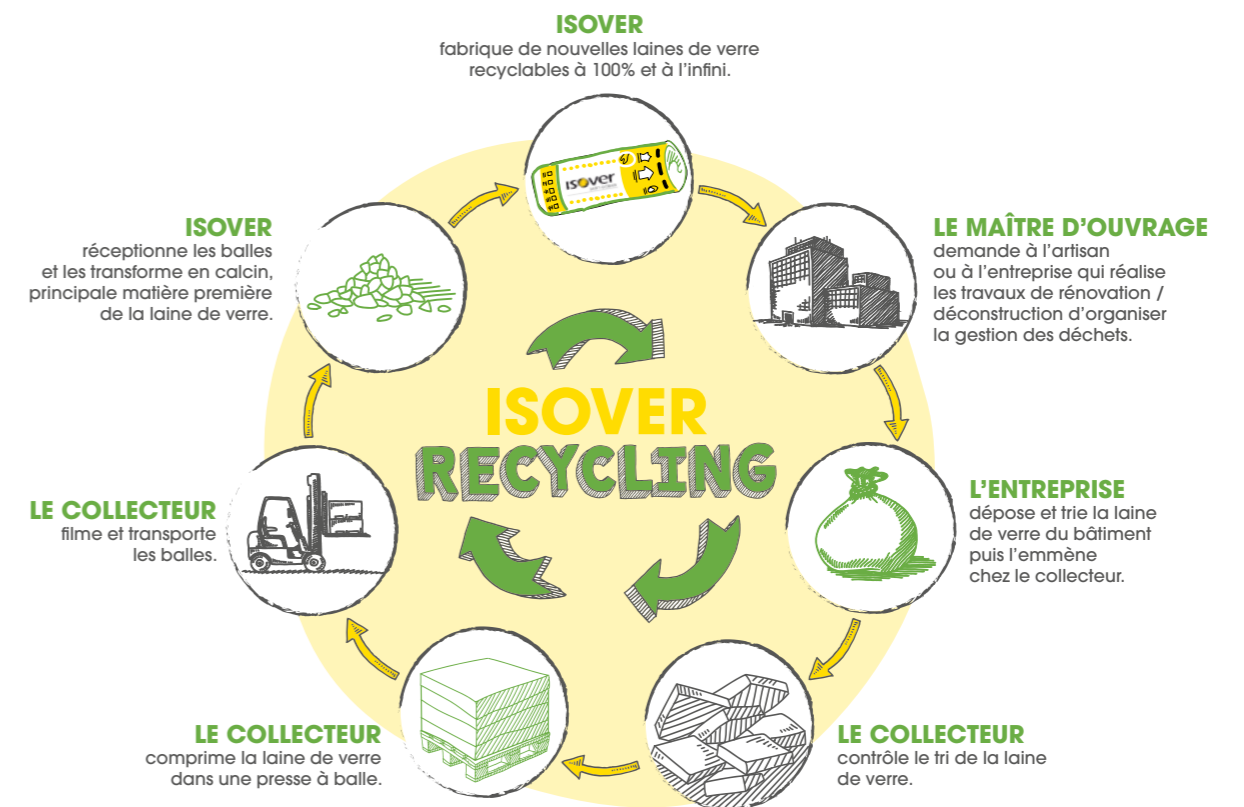 ISOVER
fabrique de nouvelles laines de verre
recyclables à 100% et à l'infini.
isover
LE MAÎTRE D'OUVRAGE
demande à l'artisan
ou à l'entreprise qui réalise
les travaux de rénovation /
déconstruction d'organiser
la gestion des déchets.
L'ENTREPRISE
dépose et trie la laine
de verre du bâtiment
puis l'emmène
chez le collecteur.
LE COLLECTEUR
contrôle le tri de la laine
de verre.
LE COLLECTEUR
comprime la laine de verre
dans une presse à balle.
LE COLLECTEUR
filme et transporte
les balles.
ISOVER
réceptionne les balles
et les transforme en calcin,
principale matière première
de la laine de verre.
ISOVER
RECYCLING